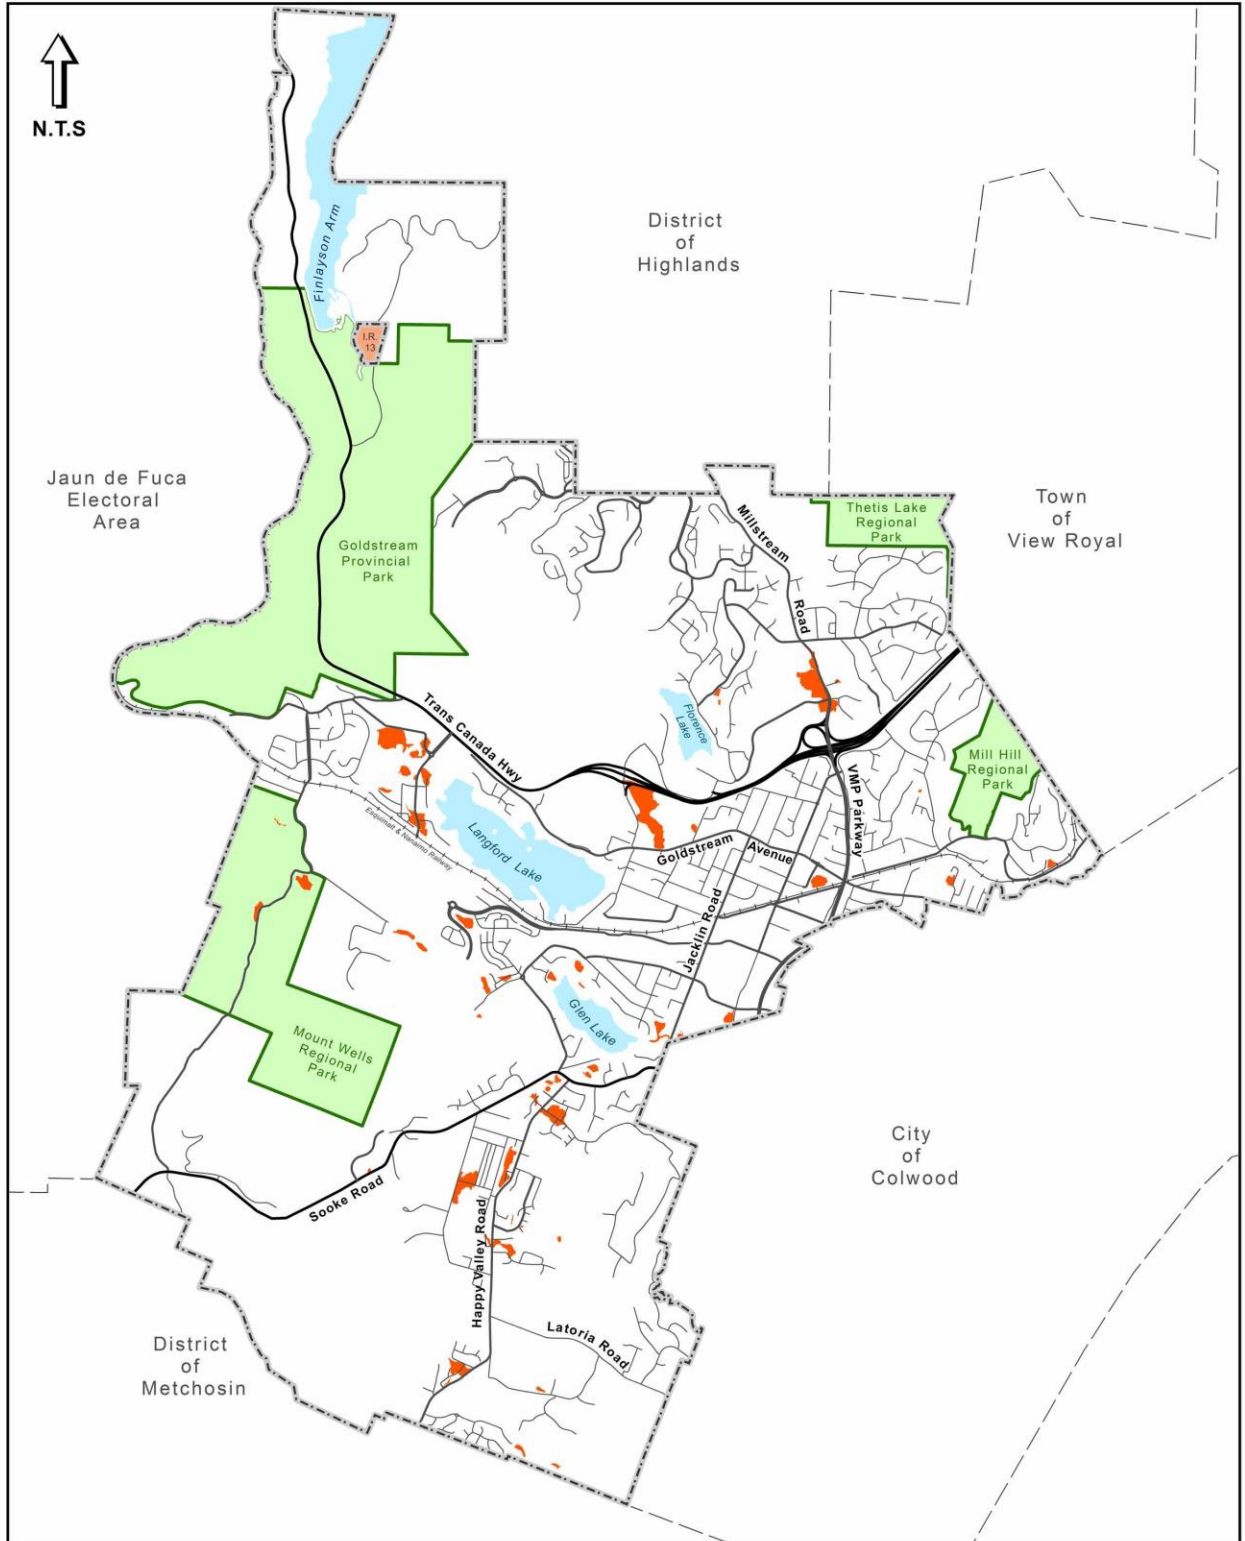 N.T.S
Finlayson Arm
District
of
Highlands
I.R.
13
Jaun de Fuca
Electoral
Area
Goldstream
Provincial
Park
Millstream
Road
Thetis Lake
Regional
Park
Town
of
View Royal
Trans Canada Hwy
Florence
Lake
Mill Hill
Regional
Park
VMP Parkway
Esquimalt & Nanaimo Railway
Langford Lake
Goldstream
Avenue
Jacklin Road
Glen Lake
Mount Wells
Regional
Park
Sooke Road
City
of
Colwood
Happy Valley Road
Latoria Road
District
of
Metchosin